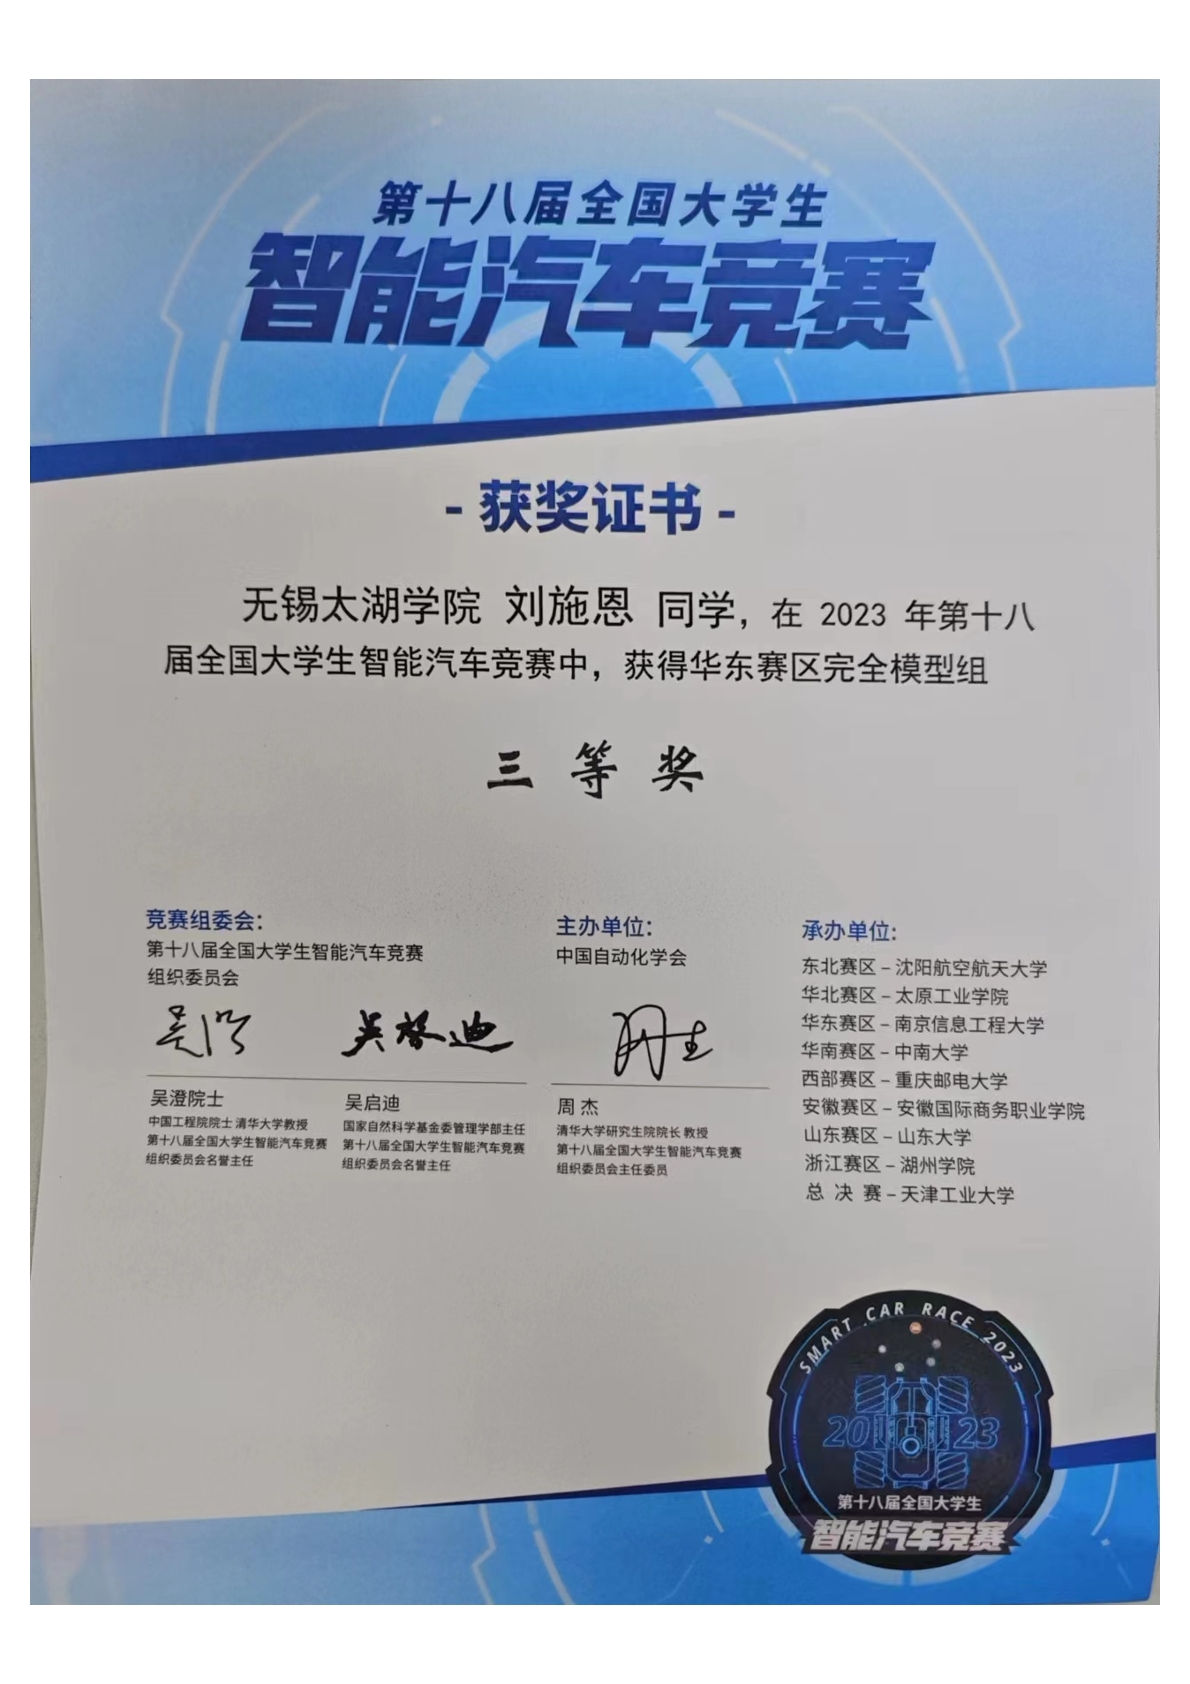 第十八届全国大学生
智能汽车竞赛
- 获奖证书 -
无锡太湖学院 刘施恩 同学，在 2023 年第十八
届全国大学生智能汽车竞赛中，获得华东赛区完全模型组
三 等 奖
竞赛组委会：
第十八届全国大学生智能汽车竞赛
组织委员会
吴澄
吴启迪
吴澄院士
中国工程院院士 清华大学教授
第十八届全国大学生智能汽车竞赛
组织委员会名誉主任
吴启迪
国家自然科学基金委管理学部主任
第十八届全国大学生智能汽车竞赛
组织委员会名誉主任
主办单位：
中国自动化学会
周 杰
清华大学研究生院院长 教授
第十八届全国大学生智能汽车竞赛
组织委员会主任委员
承办单位：
东北赛区 – 沈阳航空航天大学
华北赛区 – 太原工业学院
华东赛区 – 南京信息工程大学
华南赛区 – 中南大学
西部赛区 – 重庆邮电大学
安徽赛区 – 安徽国际商务职业学院
山东赛区 – 山东大学
浙江赛区 – 湖州学院
总 决 赛 – 天津工业大学
SMART CAR RACE 2023
2023
第十八届全国大学生
智能汽车竞赛